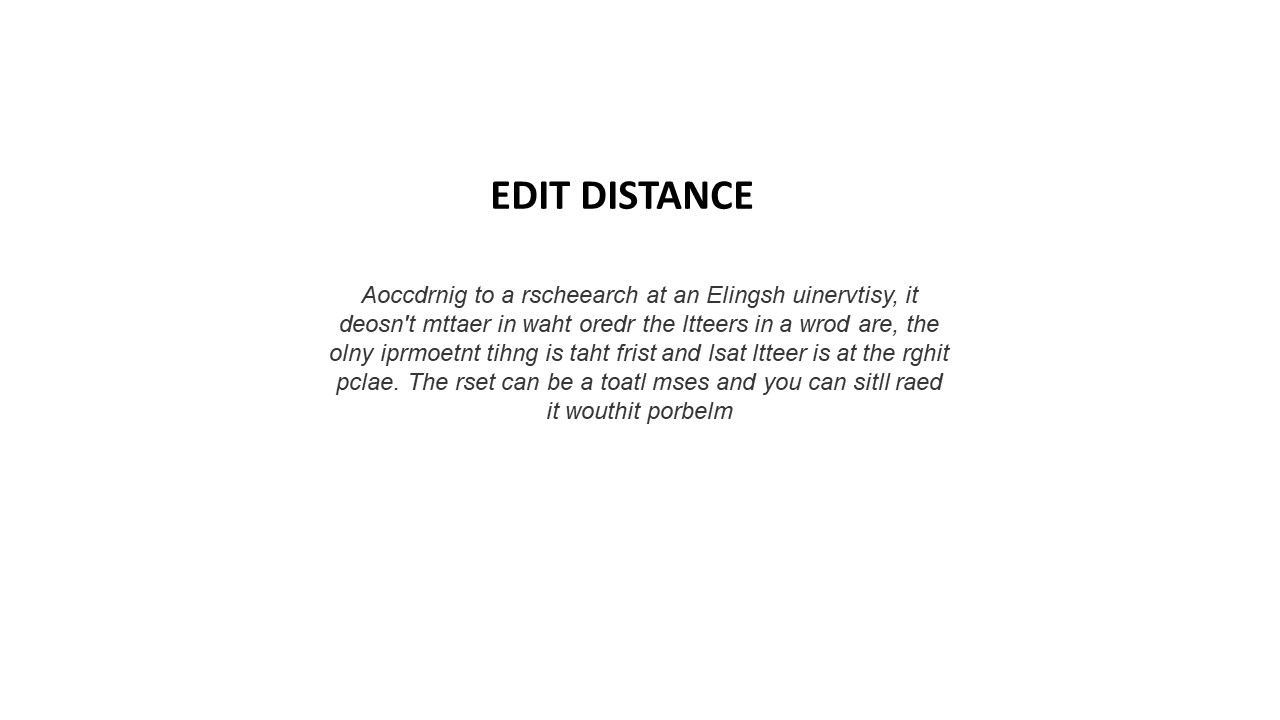 EDIT DISTANCE
Aoccdrnig to a rscheearch at an Elingsh uinervtisy, it
deosn't mttaer in waht oredr the ltteers in a wrod are, the
olny iprmoetnt tihng is taht frist and lsat ltteer is at the rghit
pclae. The rset can be a toatl mses and you can sitll raed
it wouthit porbelm